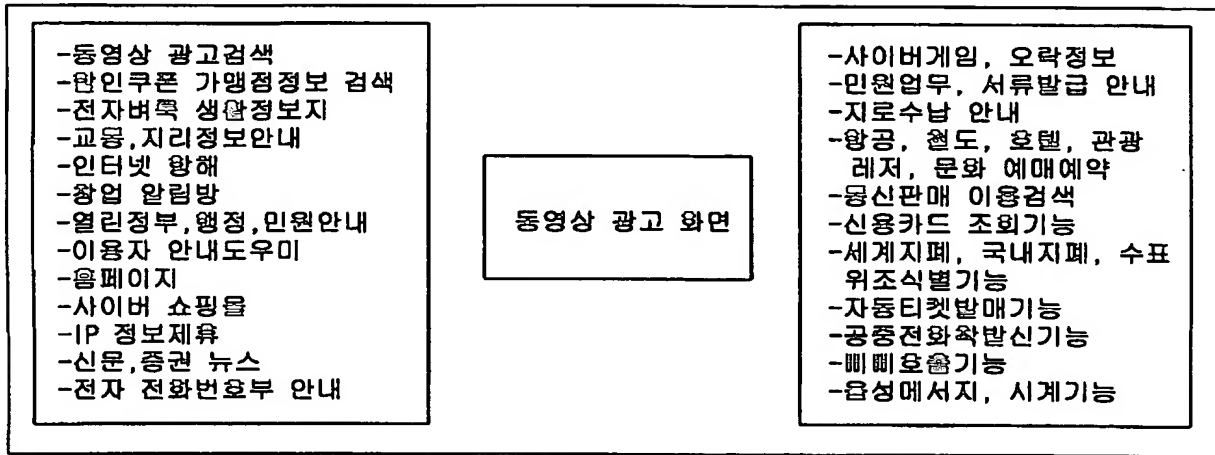 -동영상 광고검색
-할인쿠폰 가맹점정보 검색
-전자벼룩 생활정보지
-교통,지리정보안내
-인터넷 항해
-창업 알림방
-열린정부,행정,민원안내
-이용자 안내도우미
-홈페이지
-사이버 쇼핑몰
-IP 정보제휴
-신문,증권 뉴스
-전자 전화번호부 안내
동영상 광고 화면
-사이버게임, 오락정보
-민원업무, 서류발급 안내
-지로수납 안내
-항공, 철도, 호텔, 관광
레저, 문화 예매예약
-통신판매 이용검색
-신용카드 조회기능
-세계지폐, 국내지폐, 수표
위조식별기능
-자동티켓발매기능
-공중전화착발신기능
-삐삐호출기능
-음성메서지, 시계기능